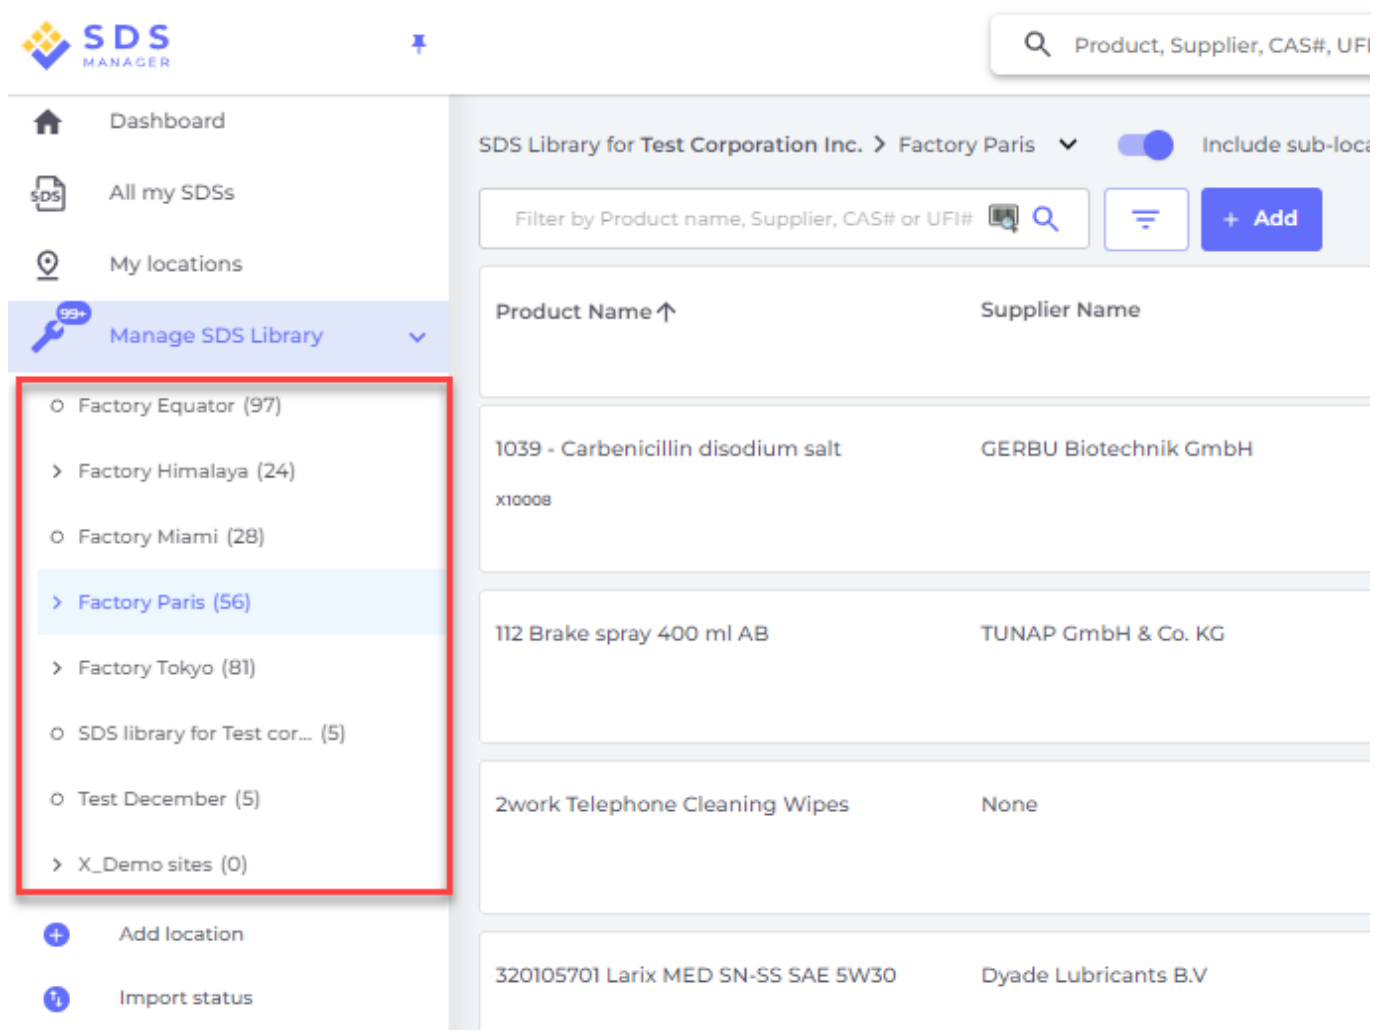 SDS
MANAGER
Product, Supplier, CAS#, UFI
Dashboard
All my SDSs
My locations
99+
Manage SDS Library
Factory Equator (97)
Factory Himalaya (24)
Factory Miami (28)
Factory Paris (56)
Factory Tokyo (81)
SDS library for Test cor... (5)
Test December (5)
X_Demo sites (0)
Add location
Import status
SDS Library for Test Corporation Inc. > Factory Paris
Include sub-loca
Filter by Product name, Supplier, CAS# or UFI#
+ Add
Product Name
Supplier Name
1039 - Carbenicillin disodium salt
GERBU Biotechnik GmbH
X10008
112 Brake spray 400 ml AB
TUNAP GmbH & Co. KG
2work Telephone Cleaning Wipes
None
320105701 Larix MED SN-SS SAE 5W30
Dyade Lubricants B.V